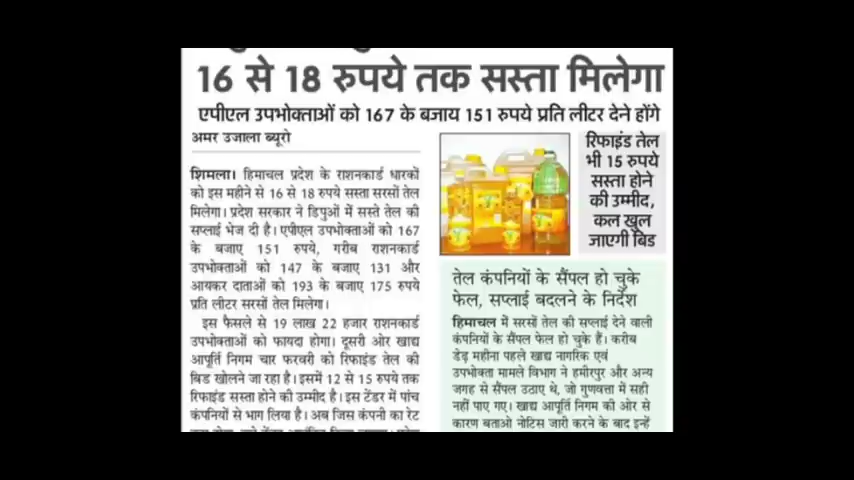 16 से 18 रुपये तक सस्ता मिलेगा
एपीएल उपभोक्ताओं को 167 के बजाय 151 रुपये प्रति लीटर देने होंगे
अमर उजाला ब्यूरो
शिमला। हिमाचल प्रदेश के राशनकार्ड धारकों
को इस महीने से 16 से 18 रुपये सस्ता सरसों तेल
मिलेगा। प्रदेश सरकार ने डिपुओं में सस्ते तेल की
सप्लाई भेज दी है। एपीएल उपभोक्ताओं को 167
के बजाए 151 रुपये, गरीब राशनकार्ड
उपभोक्ताओं को 147 के बजाए 131 और
आयकर दाताओं को 193 के बजाए 175 रुपये
प्रति लीटर सरसों तेल मिलेगा।
इस फैसले से 19 लाख 22 हजार राशनकार्ड
उपभोक्ताओं को फायदा होगा। दूसरी ओर खाद्य
आपूर्ति निगम चार फरवरी को रिफाइंड तेल की
बिड खोलने जा रहा है। इसमें 12 से 15 रुपये तक
रिफाइंड सस्ता होने की उम्मीद है। इस टेंडर में पांच
कंपनियों से भाग लिया है। अब जिस कंपनी का रेट
रिफाइंड तेल
भी 15 रुपये
सस्ता होने
की उम्मीद,
कल खुल
जाएगी बिड
तेल कंपनियों के सैंपल हो चुके
फेल, सप्लाई बदलने के निर्देश
हिमाचल में सरसों तेल की सप्लाई देने वाली
कंपनियों के सैंपल फेल हो चुके हैं। करीब
डेढ़ महीना पहले खाद्य नागरिक एवं
उपभोक्ता मामले विभाग ने हमीरपुर और अन्य
जगह से सैंपल उठाए थे, जो गुणवत्ता में सही
नहीं पाए गए। खाद्य आपूर्ति निगम की ओर से
कारण बताओ नोटिस जारी करने के बाद इन्हें